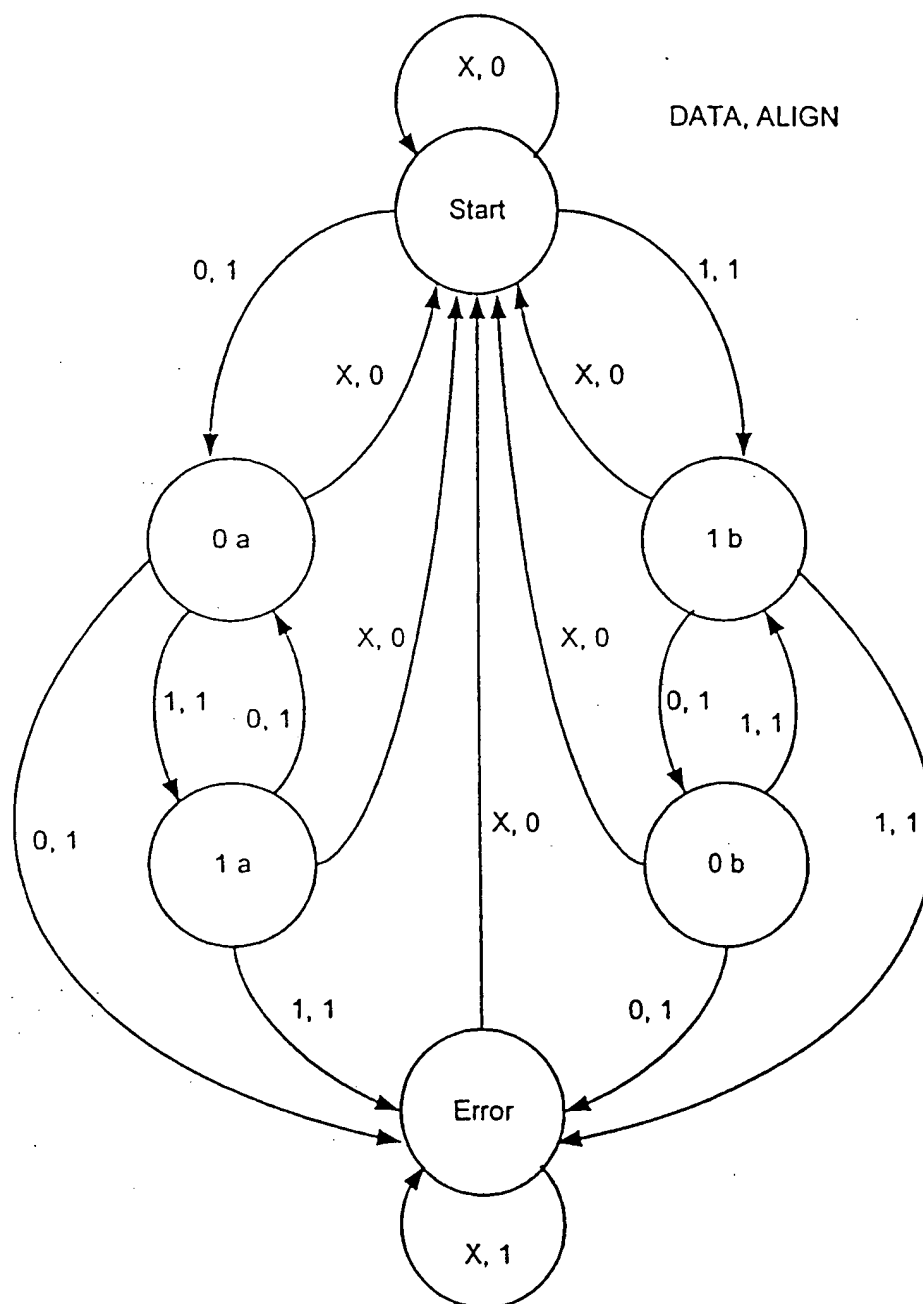 X, 0
DATA, ALIGN
Start
0, 1
1, 1
X, 0
X, 0
0 a
1 b
X, 0
X, 0
1, 1
0, 1
0, 1
1, 1
X, 0
0, 1
1, 1
1 a
0 b
1, 1
0, 1
Error
X, 1